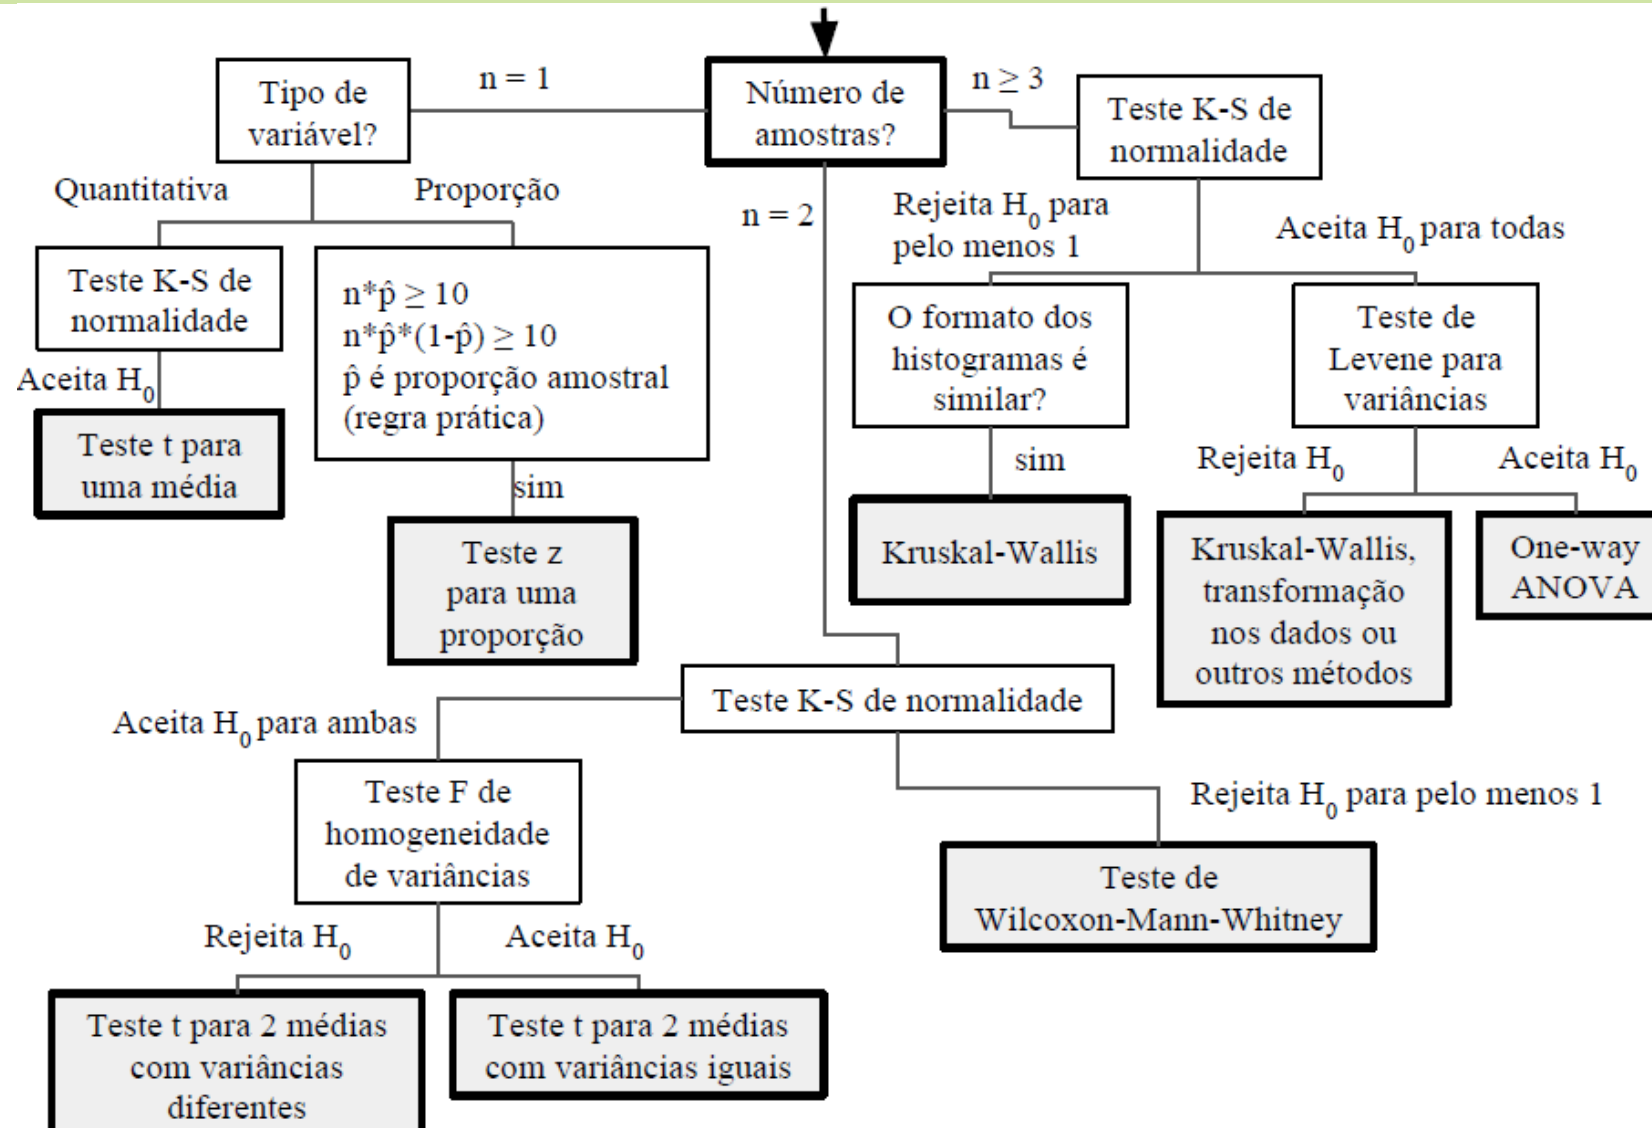 Número de
amostras?
n = 1
Tipo de
variável?
Quantitativa
Proporção
Teste K-S de
normalidade
Aceita H0
Teste t para
uma média
n*p̂ ≥ 10
n*p̂*(1-p̂) ≥ 10
p̂ é proporção amostral
(regra prática)
sim
Teste z
para uma
proporção
n ≥ 3
Teste K-S de
normalidade
Rejeita H0 para
pelo menos 1
O formato dos
histogramas é
similar?
sim
Kruskal-Wallis
Aceita H0 para todas
Teste de
Levene para
variâncias
Rejeita H0
Kruskal-Wallis,
transformação
nos dados ou
outros métodos
Aceita H0
One-way
ANOVA
n = 2
Teste K-S de normalidade
Aceita H0 para ambas
Teste F de
homogeneidade
de variâncias
Rejeita H0
Teste t para 2 médias
com variâncias
diferentes
Aceita H0
Teste t para 2 médias
com variâncias iguais
Rejeita H0 para pelo menos 1
Teste de
Wilcoxon-Mann-Whitney